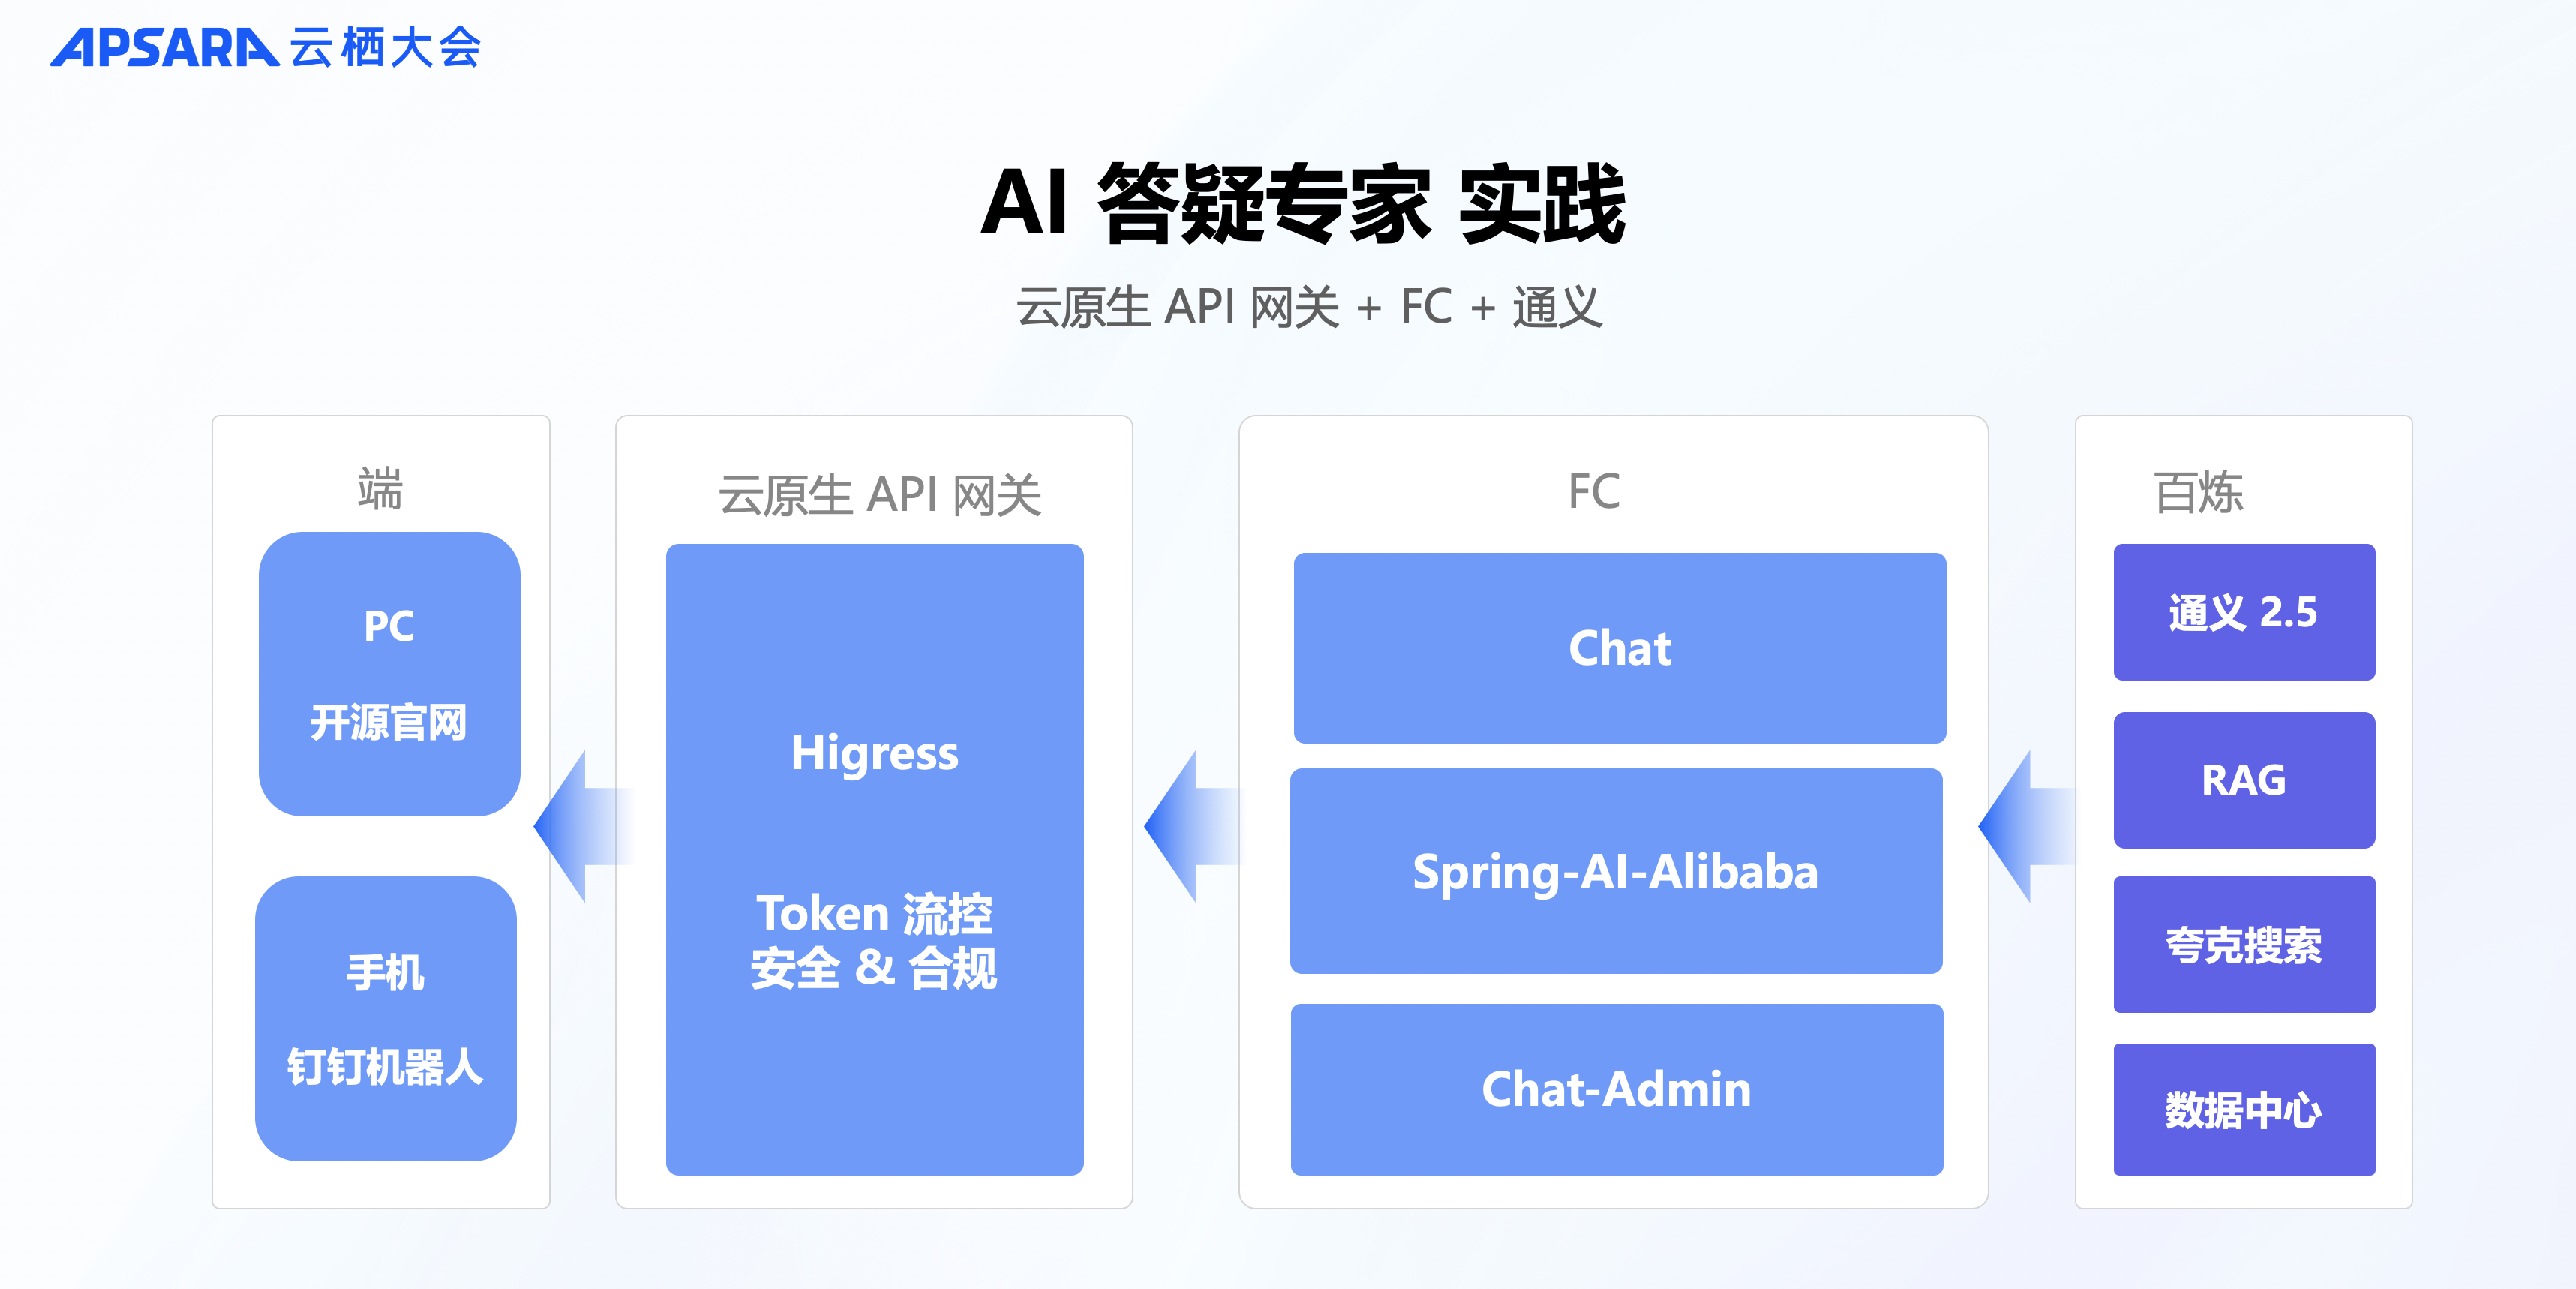 APSARA 云栖大会
AI 答疑专家 实践
云原生 API 网关 + FC + 通义
端
PC
开源官网
手机
钉钉机器人
云原生 API 网关
Higress
Token 流控
安全 & 合规
FC
Chat
Spring-AI-Alibaba
Chat-Admin
百炼
通义 2.5
RAG
夸克搜索
数据中心